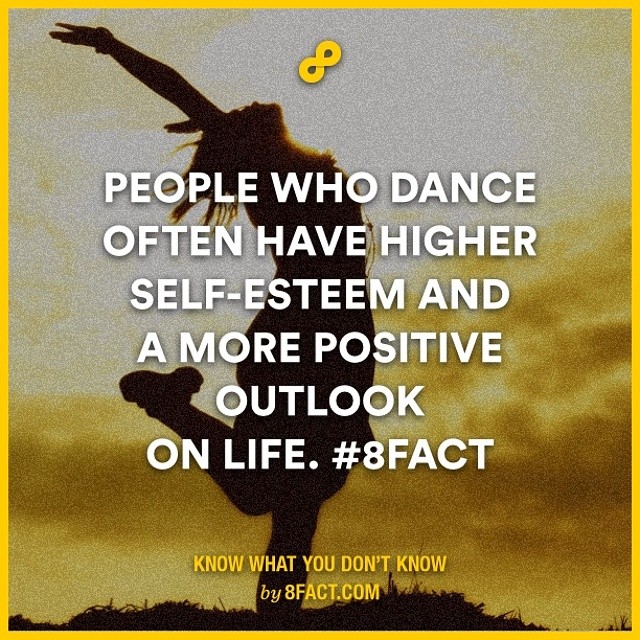 PEOPLE WHO DANCE
OFTEN HAVE HIGHER
SELF-ESTEEM AND
A MORE POSITIVE
OUTLOOK
ON LIFE. #8FACT
KNOW WHAT YOU DON'T KNOW
by 8FACT.COM